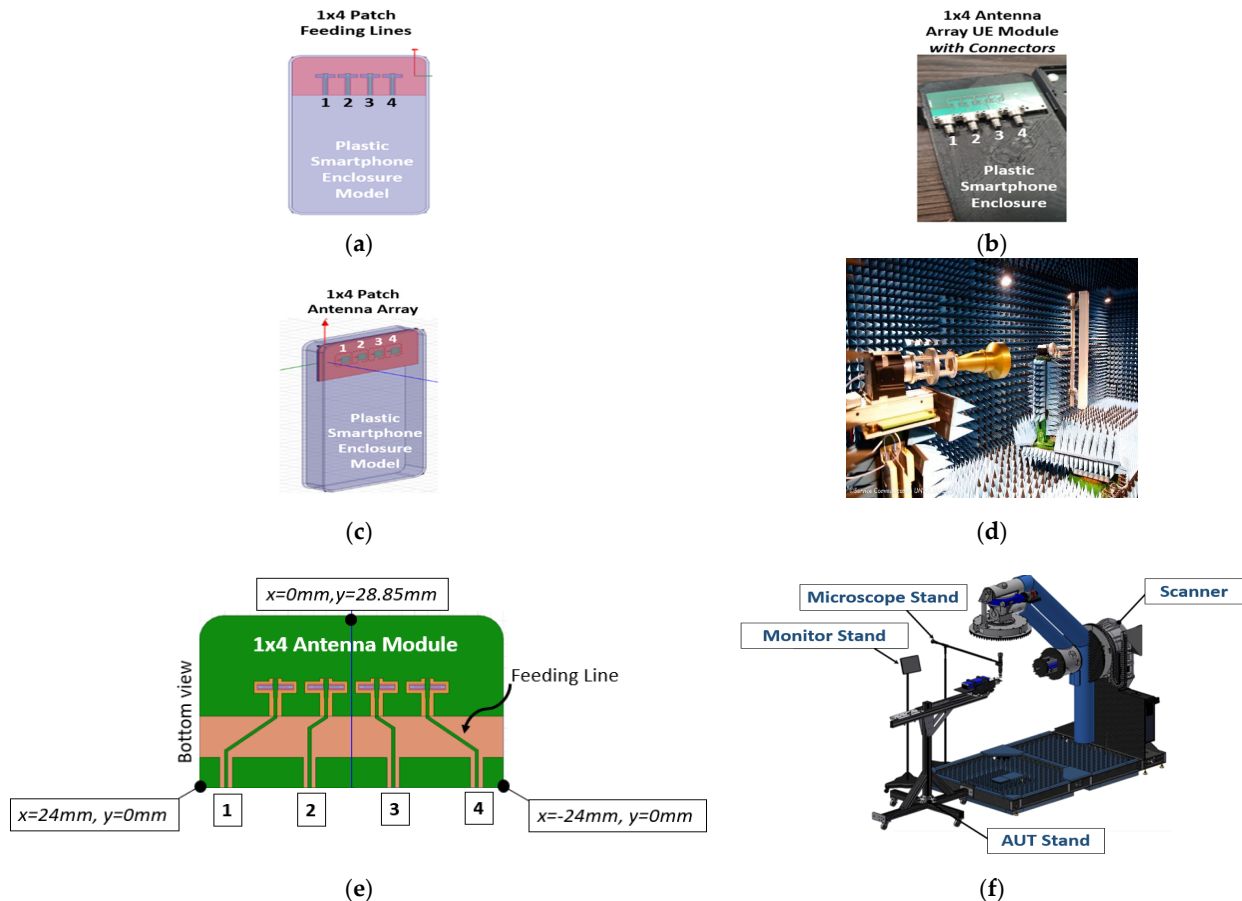 1x4 Patch
Feeding Lines
1 2 3 4
Plastic
Smartphone
Enclosure
Model
(a)
1x4 Antenna
Array UE Module
with Connectors
1 2 3 4
Plastic
Smartphone
Enclosure
(b)
1x4 Patch
Antenna Array
1 2 3 4
Plastic
Smartphone
Enclosure
Model
(c)
(d)
x=0mm,y=28.85mm
1x4 Antenna Module
Feeding Line
Bottom view
x=24mm, y=0mm
1 2 3 4
x=-24mm, y=0mm
(e)
Microscope Stand
Scanner
Monitor Stand
AUT Stand
(f)